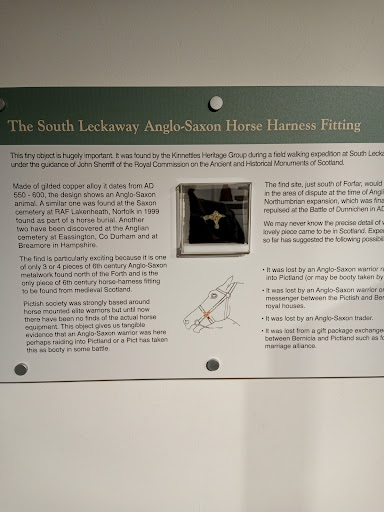 The South Leckaway Anglo-Saxon Horse Harness Fitting
This tiny object is hugely important. It was found by the Kinnettles Heritage Group during a field walking expedition at South
under the guidance of John Sherriff of the Royal Commission on the Ancient and Historical Monuments of Scotland.
Made of gilded copper alloy it dates from AD
550 - 600, the design shows an Anglo-Saxon
animal. A similar one was found at the Saxon
cemetery at RAF Lakenheath, Norfolk in 1999
found as part of a horse burial. Another
two have been discovered at the Anglian
cemetery at Eassington, Co Durham and at
Breamore in Hampshire.
The find is particularly exciting because it is one
of only 3 or 4 pieces of 6th century Anglo-Saxon
metalwork found north of the Forth and is the
only piece of 6th century horse-harness fitting
to be found from medieval Scotland.
Pictish society was strongly based around
horse mounted elite warriors but until now
there have been no finds of the actual horse
equipment. This object gives us tangible
evidence that an Anglo-Saxon warrior was here
perhaps raiding into Pictland or a Pict has taken
this as booty in some battle.
The find site, just south of Forfar, would
in the area of dispute at the time of
Northumbrian expansion, which was
repulsed at the Battle of Dunnichen in
We may never know the precise detail of
lovely piece came to be in Scotland.
so far has suggested the following
• It was lost by an Anglo-Saxon warrior
into Pictland (or may be booty taken by
• It was lost by an Anglo-Saxon warrior
messenger between the Pictish and
royal houses.
• It was lost by an Anglo-Saxon trader.
• It was lost from a gift package
between Bernicia and Pictland such as
marriage alliance.